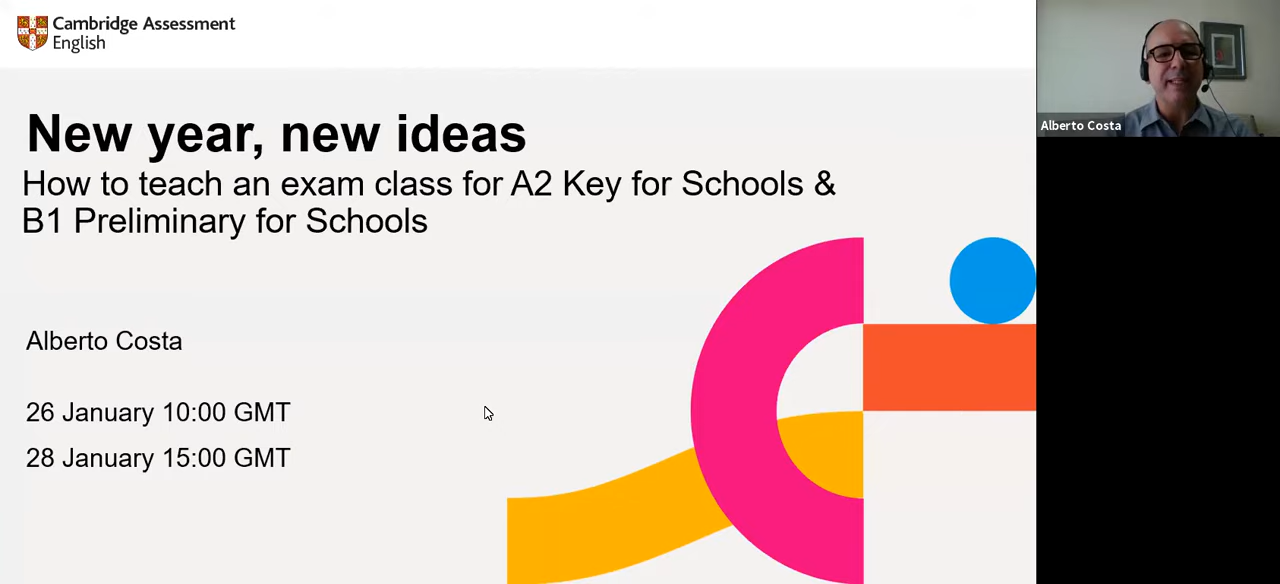 Cambridge Assessment
English
New year, new ideas
How to teach an exam class for A2 Key for Schools &
B1 Preliminary for Schools
Alberto Costa
26 January 10:00 GMT
28 January 15:00 GMT
Alberto Costa